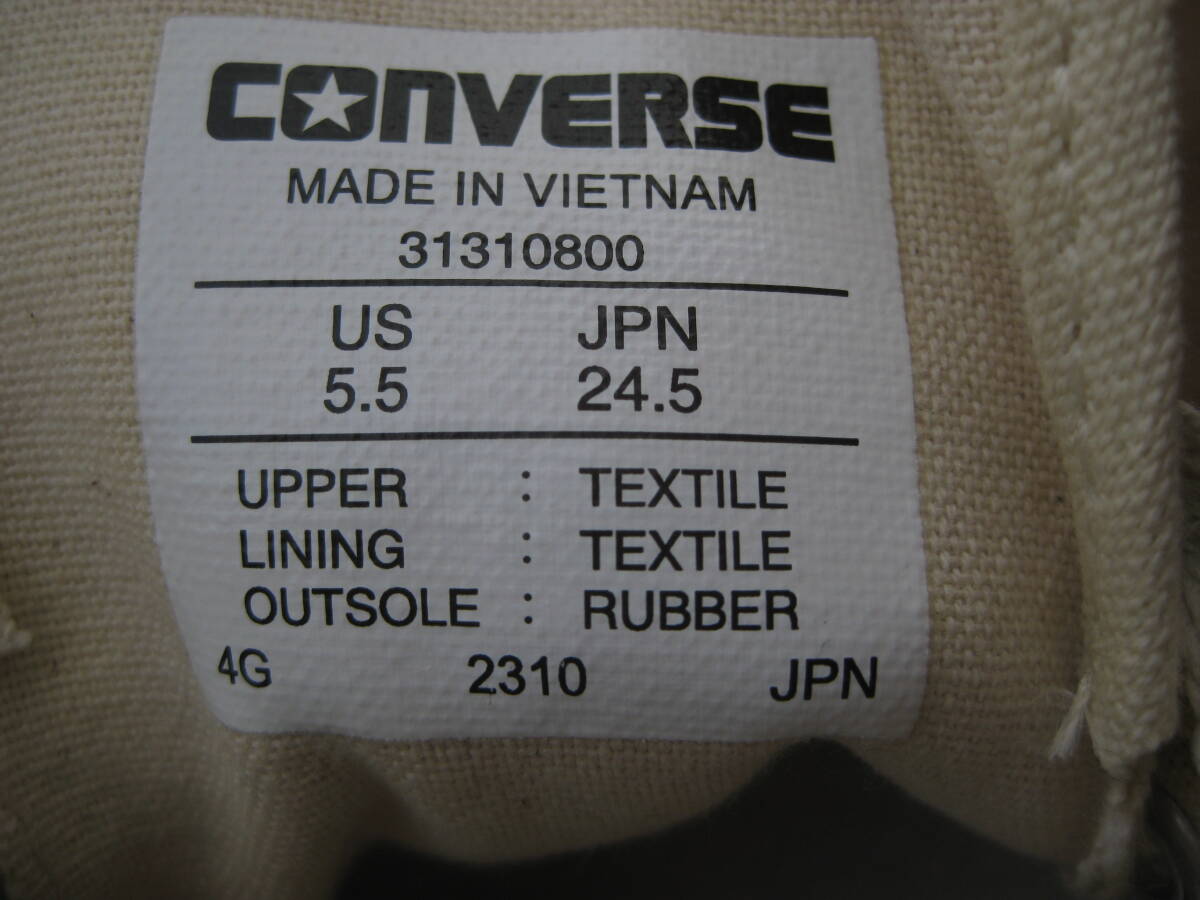 CONVERSE
MADE IN VIETNAM
31310800
US JPN
5.5 24.5
UPPER : TEXTILE
LINING : TEXTILE
OUTSOLE : RUBBER
4G 2310 JPN